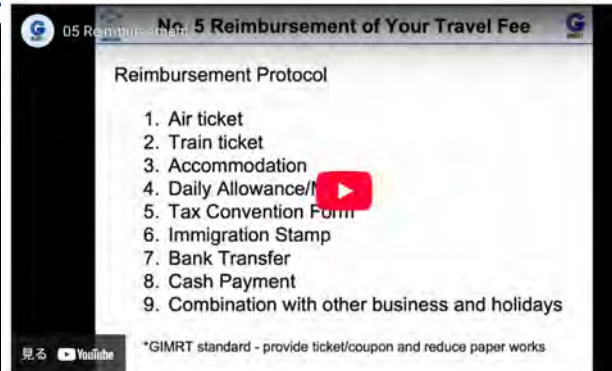 05 Reimbursement
No. 5 Reimbursement of Your Travel Fee
G
Reimbursement Protocol
1. Air ticket
2. Train ticket
3. Accommodation
4. Daily Allowance/
5. Tax Convention Form
6. Immigration Stamp
7. Bank Transfer
8. Cash Payment
9. Combination with other business and holidays
*GIMRT standard - provide ticket/coupon and reduce paper works
見る YouTube